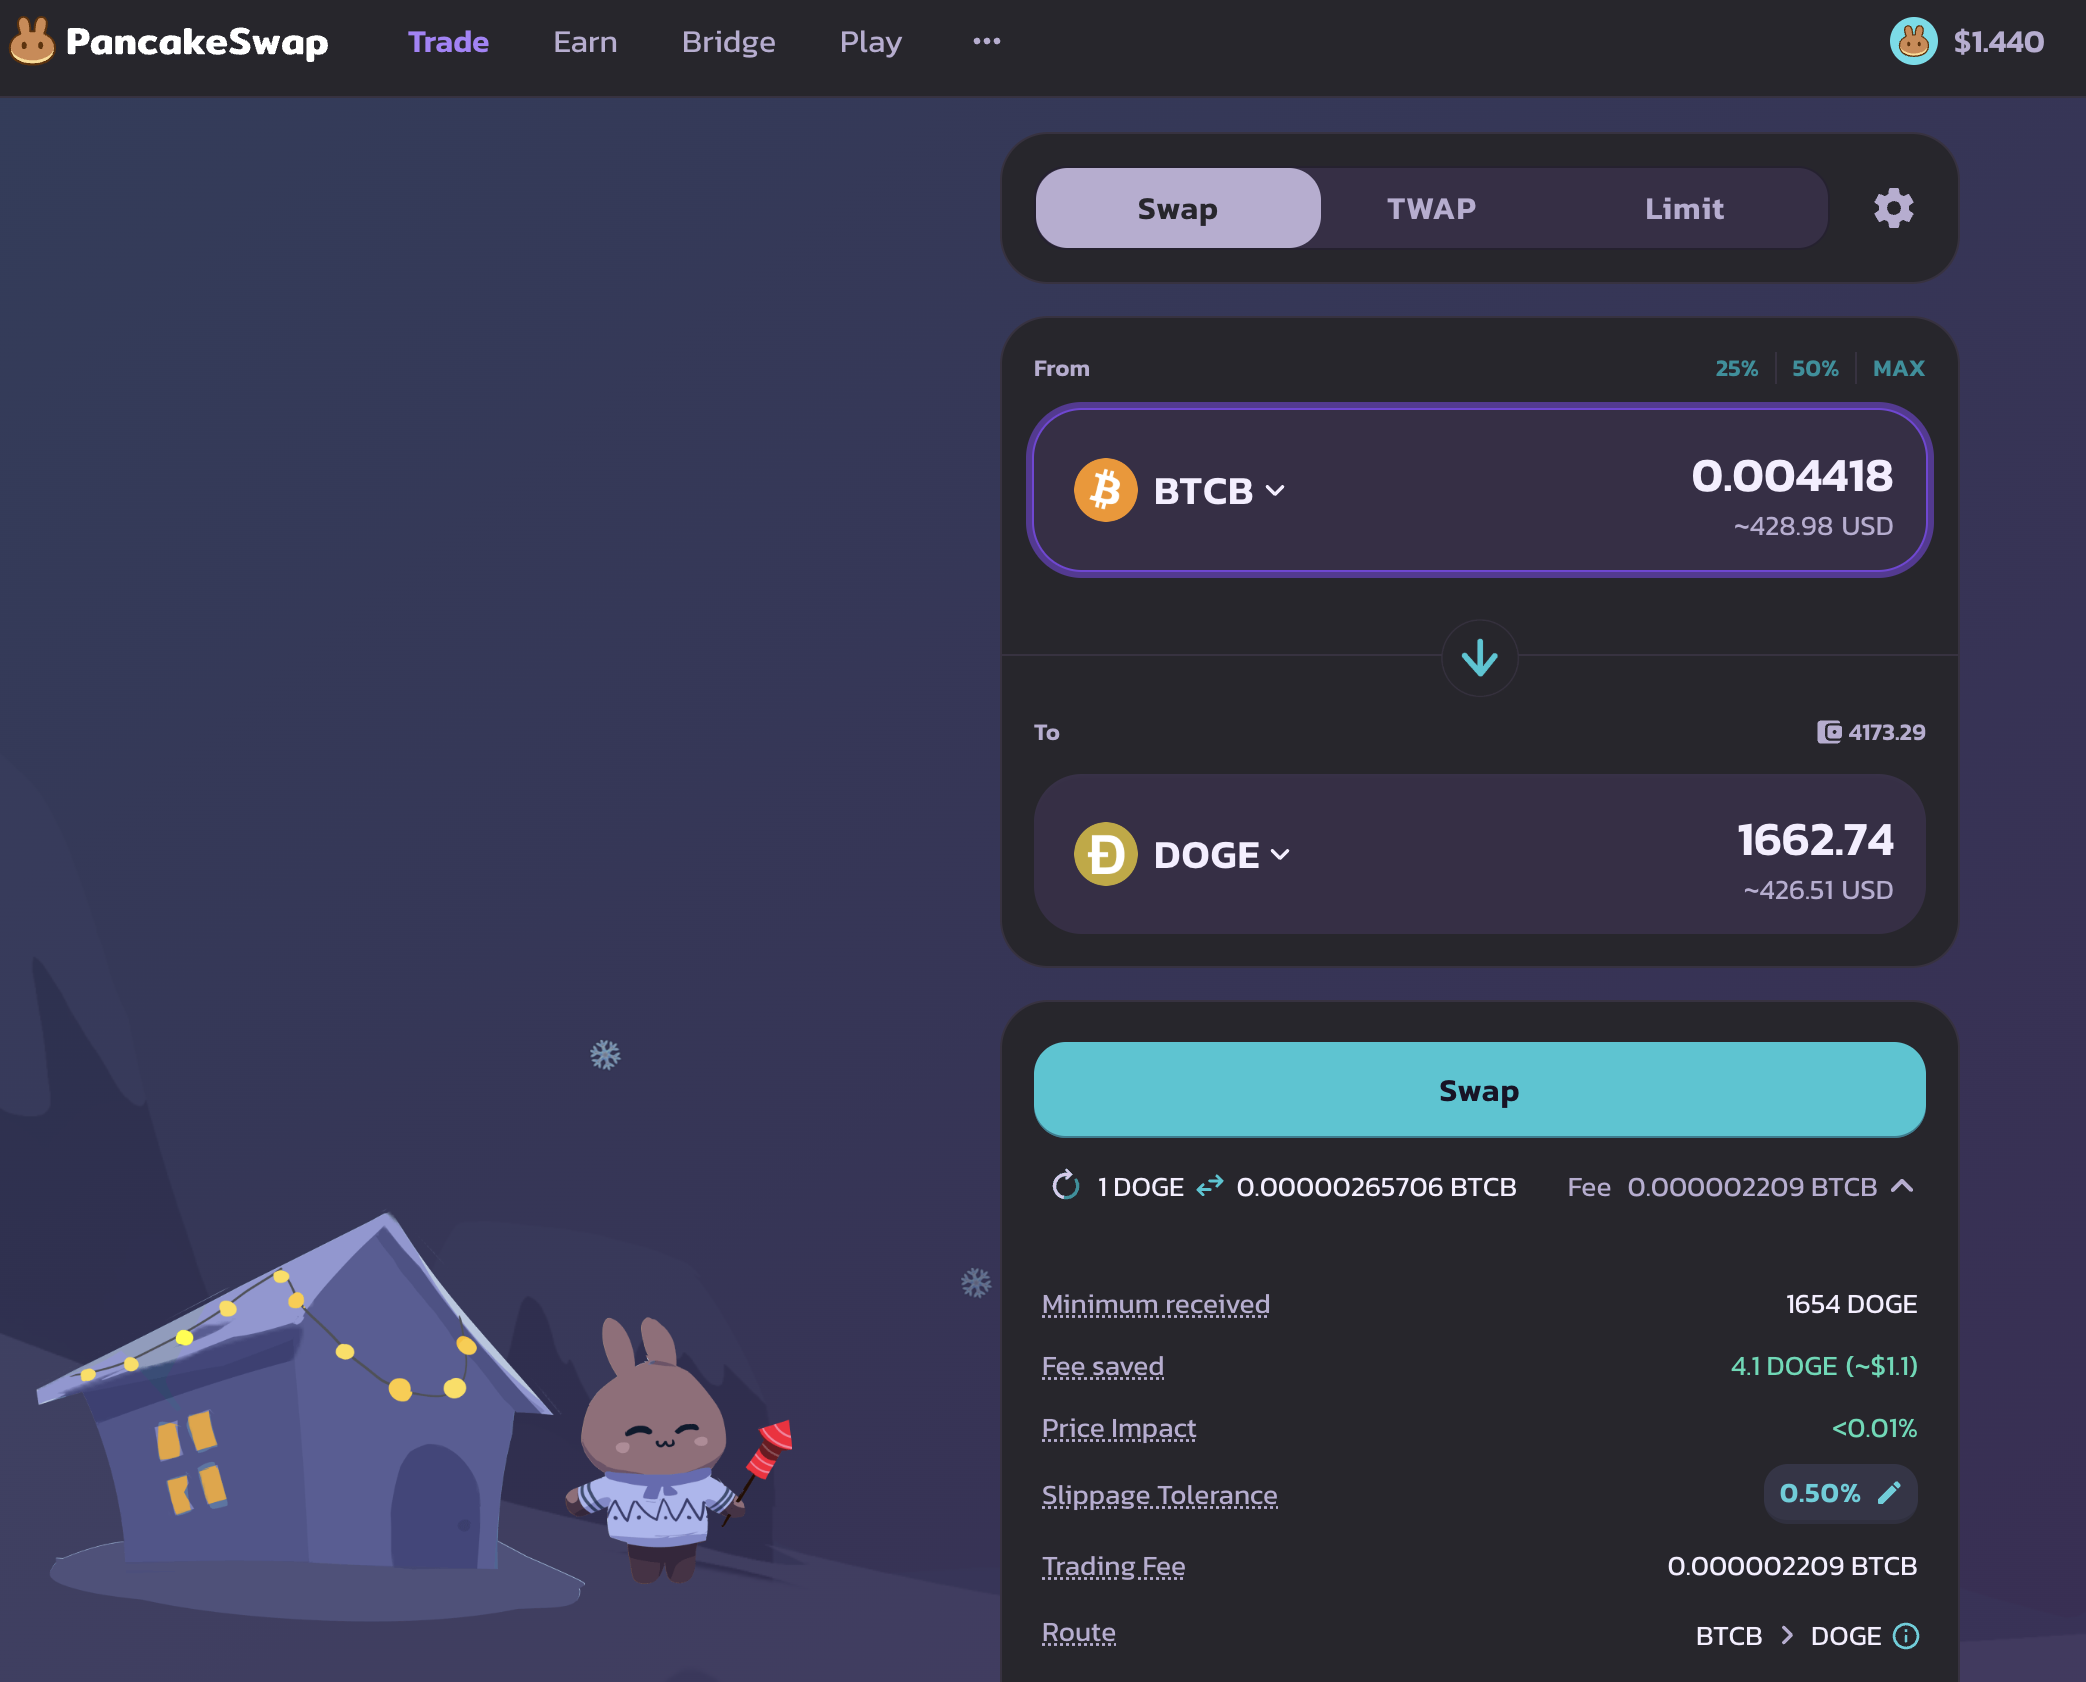 PancakeSwap Trade Earn Bridge Play ••• $1.440
Swap TWAP Limit
From 25% 50% MAX
BTCB 0.004418
~428.98 USD
To 4173.29
DOGE 1662.74
~426.51 USD
Swap
1 DOGE 0.00000265706 BTCB Fee 0.000002209 BTCB
Minimum received 1654 DOGE
Fee saved 4.1 DOGE (~$1.1)
Price Impact <0.01%
Slippage Tolerance 0.50%
Trading Fee 0.000002209 BTCB
Route BTCB > DOGE